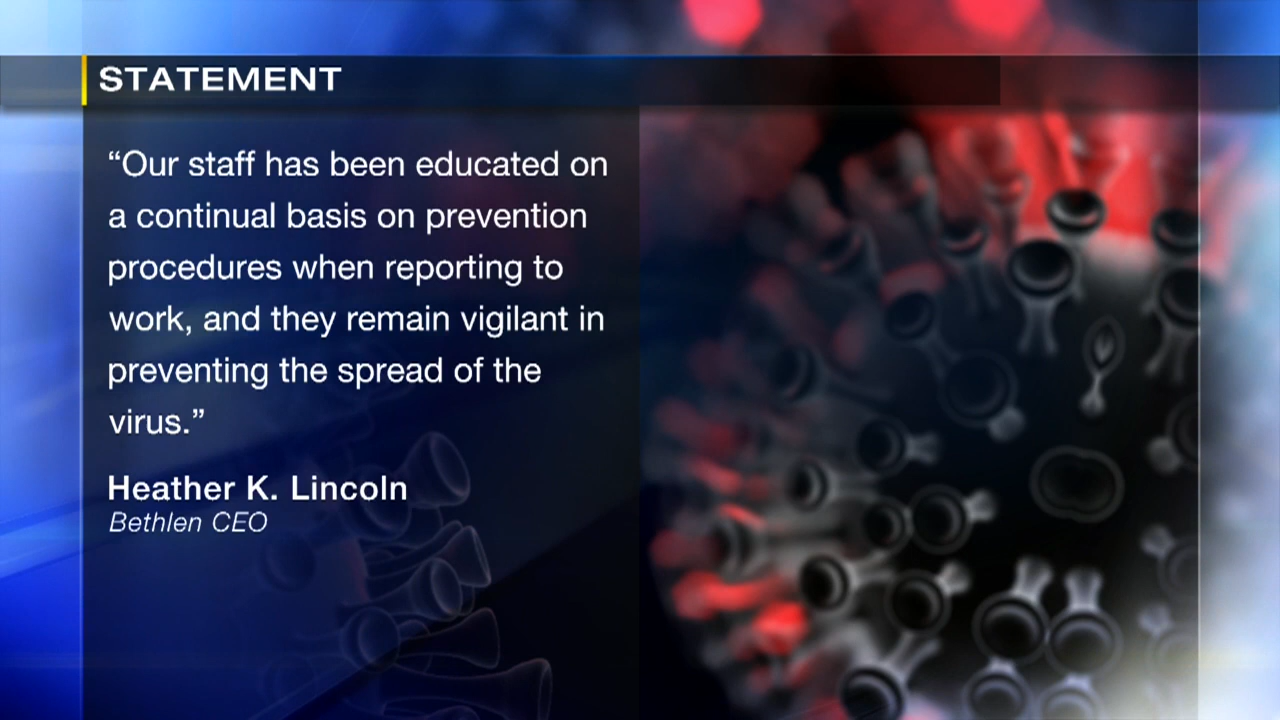 STATEMENT
“Our staff has been educated on
a continual basis on prevention
procedures when reporting to
work, and they remain vigilant in
preventing the spread of the
virus.”
Heather K. Lincoln
Bethlen CEO